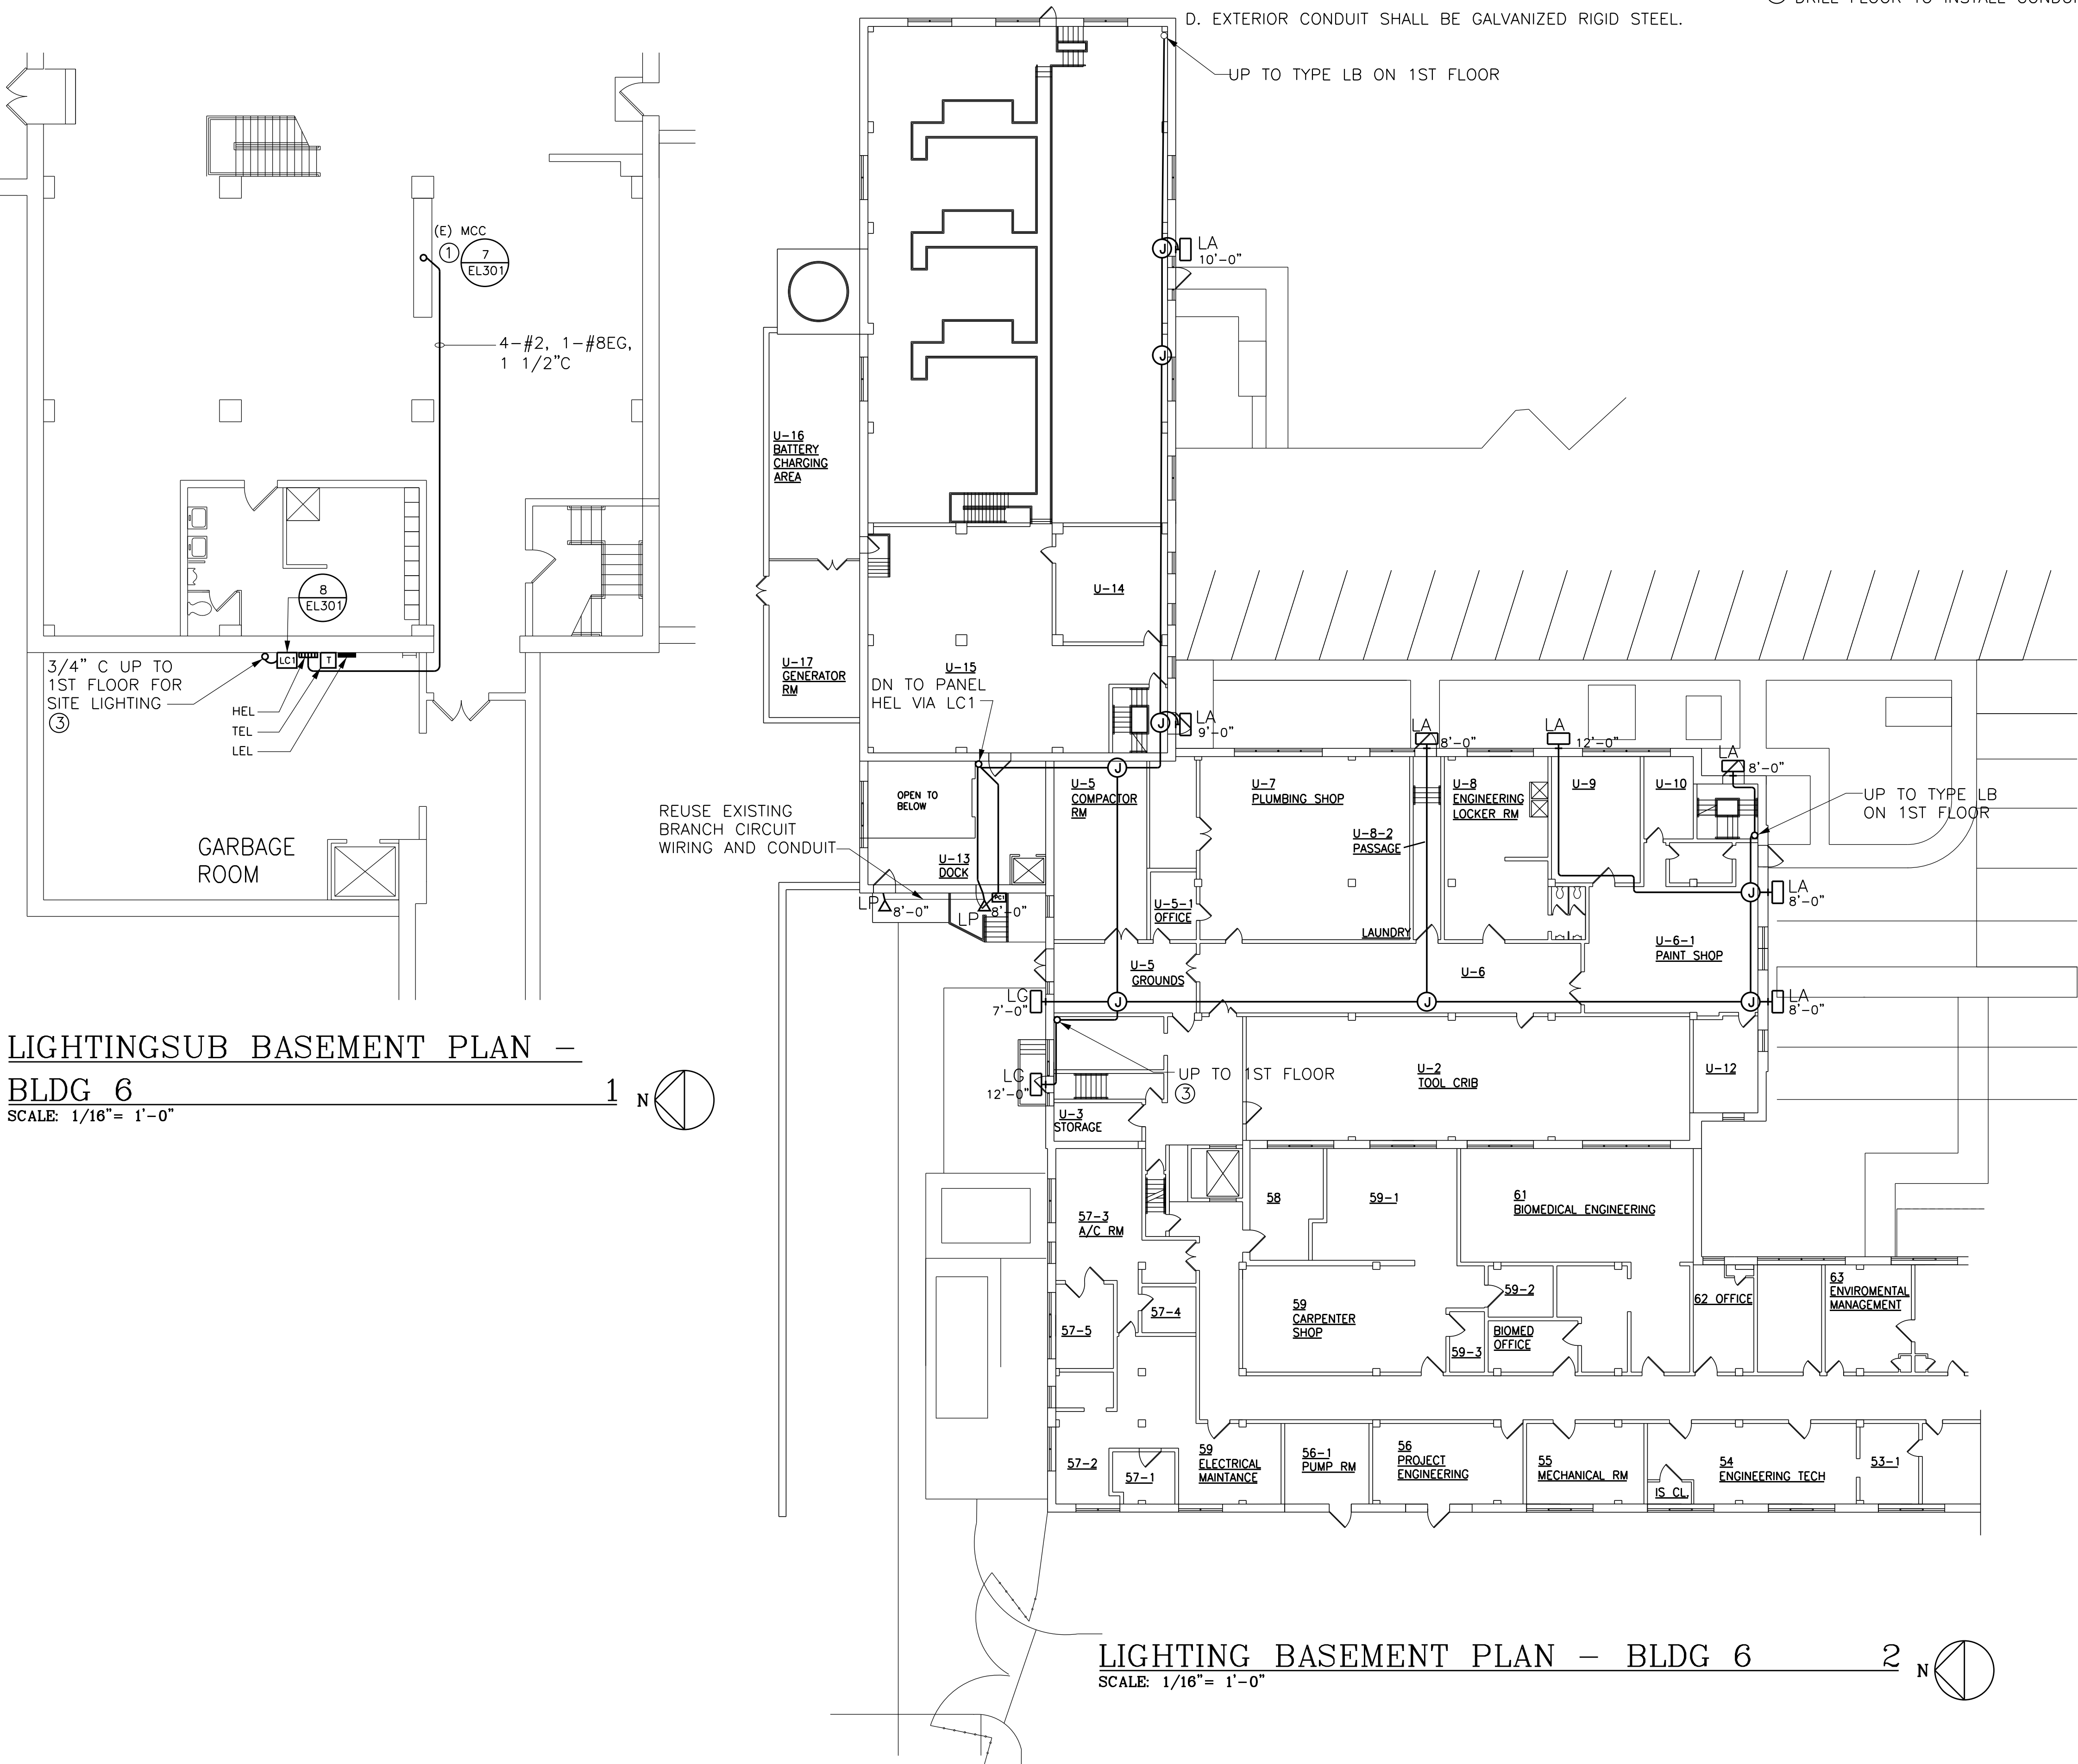 D. EXTERIOR CONDUIT SHALL BE GALVANIZED RIGID STEEL.
UP TO TYPE LB ON 1ST FLOOR
(E) MCC
1
7
EL301
4-#2, 1-#8EG,
1 1/2"C
8
EL301
LC1
T
3/4" C UP TO
1ST FLOOR FOR
SITE LIGHTING
3
HEL
TEL
LEL
GARBAGE
ROOM
LIGHTINGSUB BASEMENT PLAN -
BLDG 6 1
SCALE: 1/16"= 1'-0"
N
J
LA
10'-0"
J
U-16
BATTERY
CHARGING
AREA
U-14
U-17
GENERATOR
RM
U-15
DN TO PANEL
HEL VIA LC1
J
LA
9'-0"
LA
8'-0"
LA
12'-0"
LA
8'-0"
UP TO TYPE LB
ON 1ST FLOOR
J
OPEN TO
BELOW
U-5
COMPACTOR
RM
U-7
PLUMBING SHOP
U-8
ENGINEERING
LOCKER RM
U-9
U-10
REUSE EXISTING
BRANCH CIRCUIT
WIRING AND CONDUIT
U-8-2
PASSAGE
U-13
DOCK
LP
8'-0"
LP
8'-0"
U-5-1
OFFICE
LAUNDRY
J
LA
8'-0"
U-6-1
PAINT SHOP
U-5
GROUNDS
U-6
LG
7'-0"
J
J
J
LA
8'-0"
LG
12'-0"
UP TO 1ST FLOOR
3
U-2
TOOL CRIB
U-12
U-3
STORAGE
57-3
A/C RM
58
59-1
61
BIOMEDICAL ENGINEERING
57-5
57-4
59
CARPENTER
SHOP
59-2
59-3
BIOMED
OFFICE
62 OFFICE
63
ENVIROMENTAL
MANAGEMENT
57-2
57-1
59
ELECTRICAL
MAINTANCE
56-1
PUMP RM
56
PROJECT
ENGINEERING
55
MECHANICAL RM
54
ENGINEERING TECH
IS CL.
53-1
LIGHTING BASEMENT PLAN - BLDG 6 2
SCALE: 1/16"= 1'-0"
N